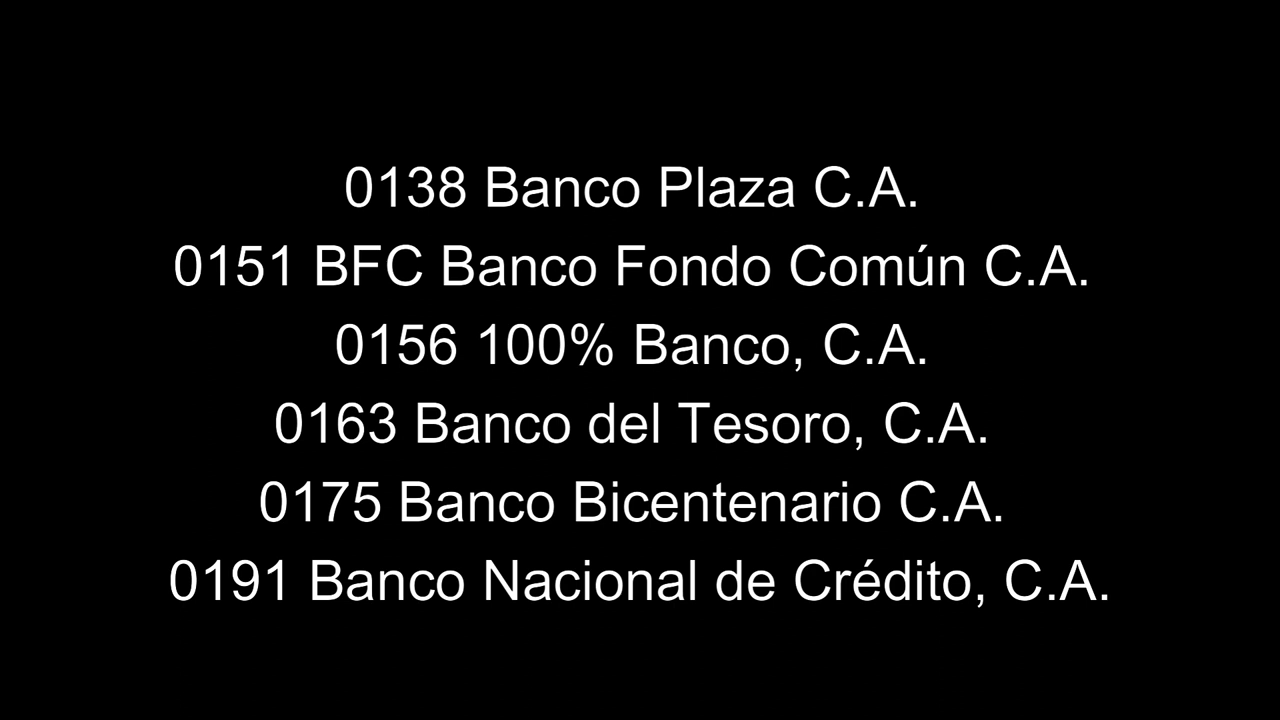 0138 Banco Plaza C.A.
0151 BFC Banco Fondo Común C.A.
0156 100% Banco, C.A.
0163 Banco del Tesoro, C.A.
0175 Banco Bicentenario C.A.
0191 Banco Nacional de Crédito, C.A.